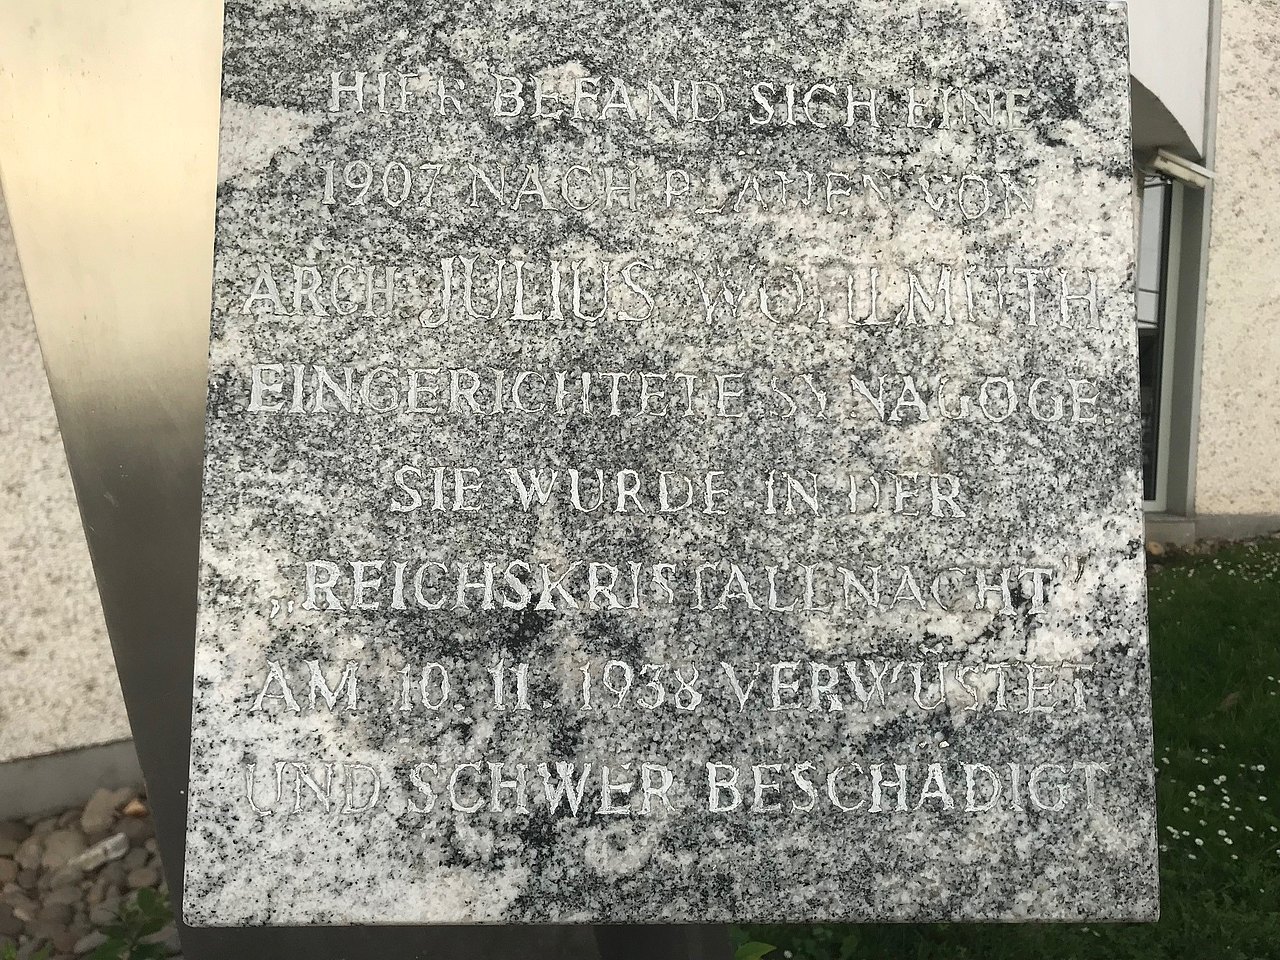 HIER BEFAND SICH EINE
1907 NACH PLÄNEN VON
ARCH. JULIUS WOHLMUTH
EINGERICHTETE SYNAGOGE.
SIE WURDE IN DER
„REICHSKRISTALLNACHT”
AM 10. 11. 1938 VERWÜSTET
UND SCHWER BESCHÄDIGT